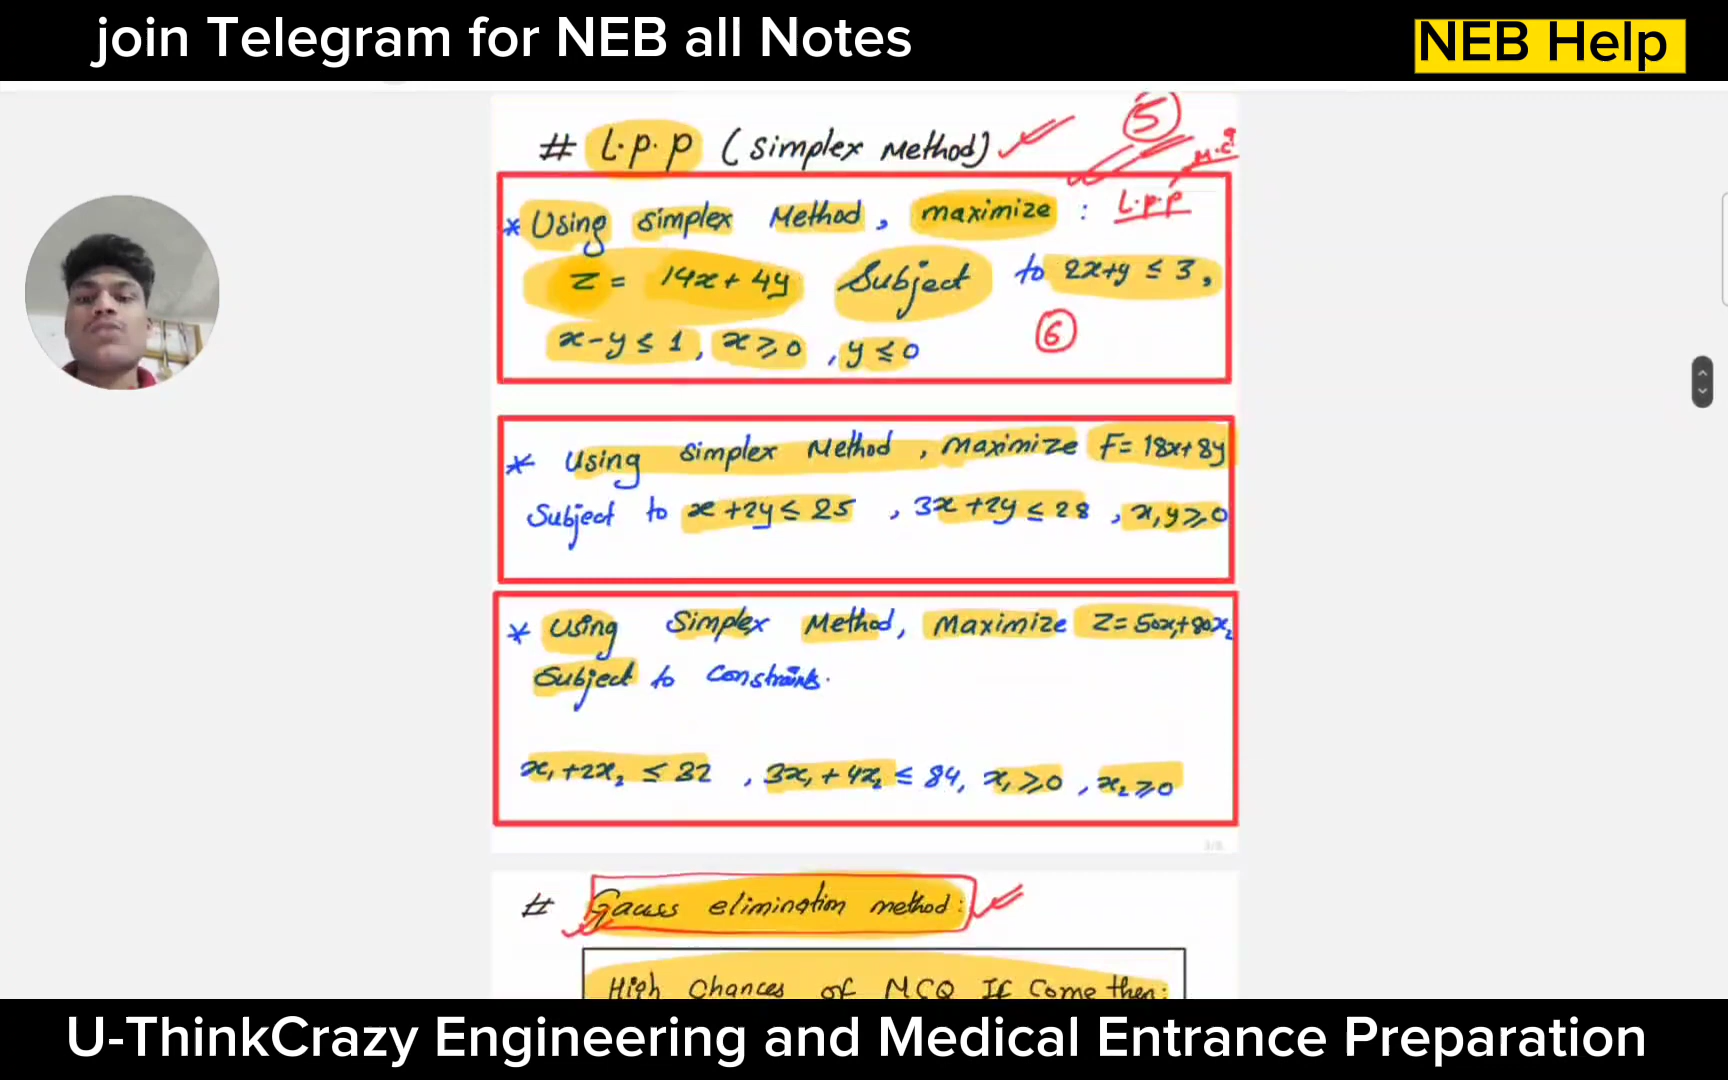 join Telegram for NEB all Notes
NEB Help
# L.P.P (Simplex Method)
5
M.C.Q
* Using Simplex Method, maximize : L.P.P
Z = 14x + 4y Subject to 2x+y ≤ 3,
x-y ≤ 1, x ≥ 0, y ≤ 0
6
* Using Simplex Method, Maximize F = 18x+8y
Subject to x+2y ≤ 25, 3x+2y ≤ 28, x,y ≥ 0
* Using Simplex Method, Maximize Z = 50x₁+80x₂
Subject to Constraints.
x₁+2x₂ ≤ 32, 3x₁+4x₂ ≤ 84, x₁ ≥ 0, x₂ ≥ 0
# Gauss elimination method:
High Chances of MCQ If Come then:
U-ThinkCrazy Engineering and Medical Entrance Preparation